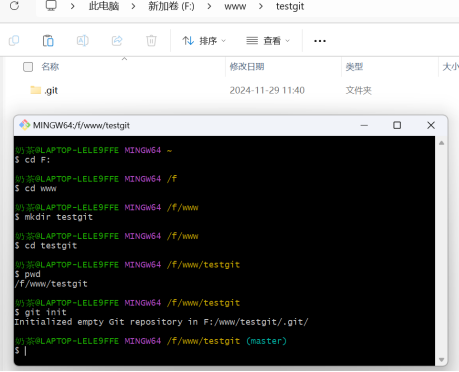 此电脑 > 新加卷 (F:) > www > testgit
排序 查看 ...
名称 修改日期 类型 大小
.git 2024-11-29 11:40 文件夹
MINGW64:/f/www/testgit
奶茶@LAPTOP-LELE9FFE MINGW64 ~
$ cd F:
奶茶@LAPTOP-LELE9FFE MINGW64 /f
$ cd www
奶茶@LAPTOP-LELE9FFE MINGW64 /f/www
$ mkdir testgit
奶茶@LAPTOP-LELE9FFE MINGW64 /f/www
$ cd testgit
奶茶@LAPTOP-LELE9FFE MINGW64 /f/www/testgit
$ pwd
/f/www/testgit
奶茶@LAPTOP-LELE9FFE MINGW64 /f/www/testgit
$ git init
Initialized empty Git repository in F:/www/testgit/.git/
奶茶@LAPTOP-LELE9FFE MINGW64 /f/www/testgit (master)
$